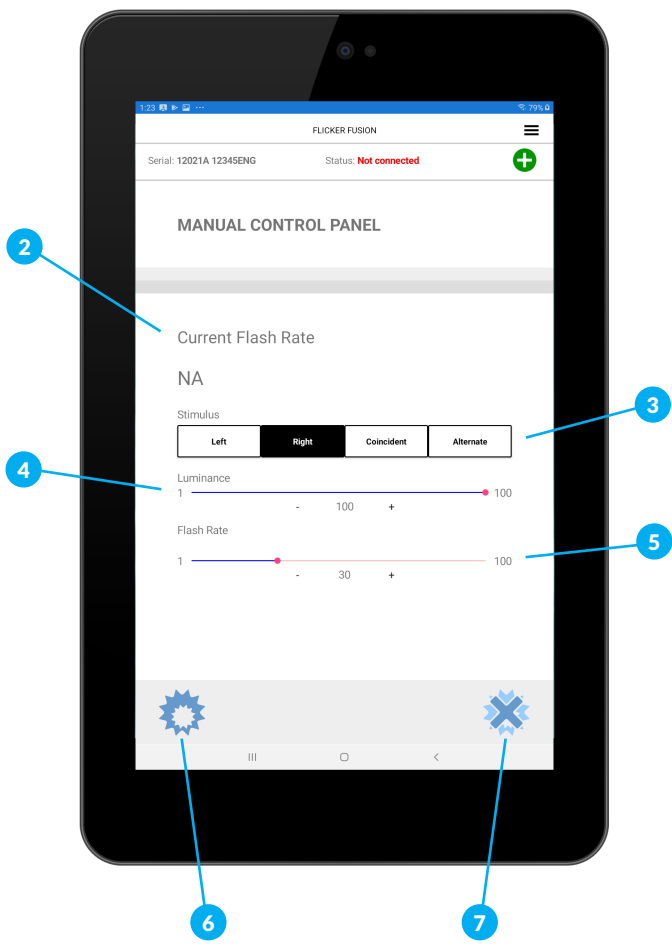 1:23 79%
FLICKER FUSION
Serial: 12021A 12345ENG Status: Not connected
MANUAL CONTROL PANEL
2
Current Flash Rate
NA
3
Stimulus
Left Right Coincident Alternate
4
Luminance
1 100
- 100 +
Flash Rate
5
1 100
- 30 +
6 7